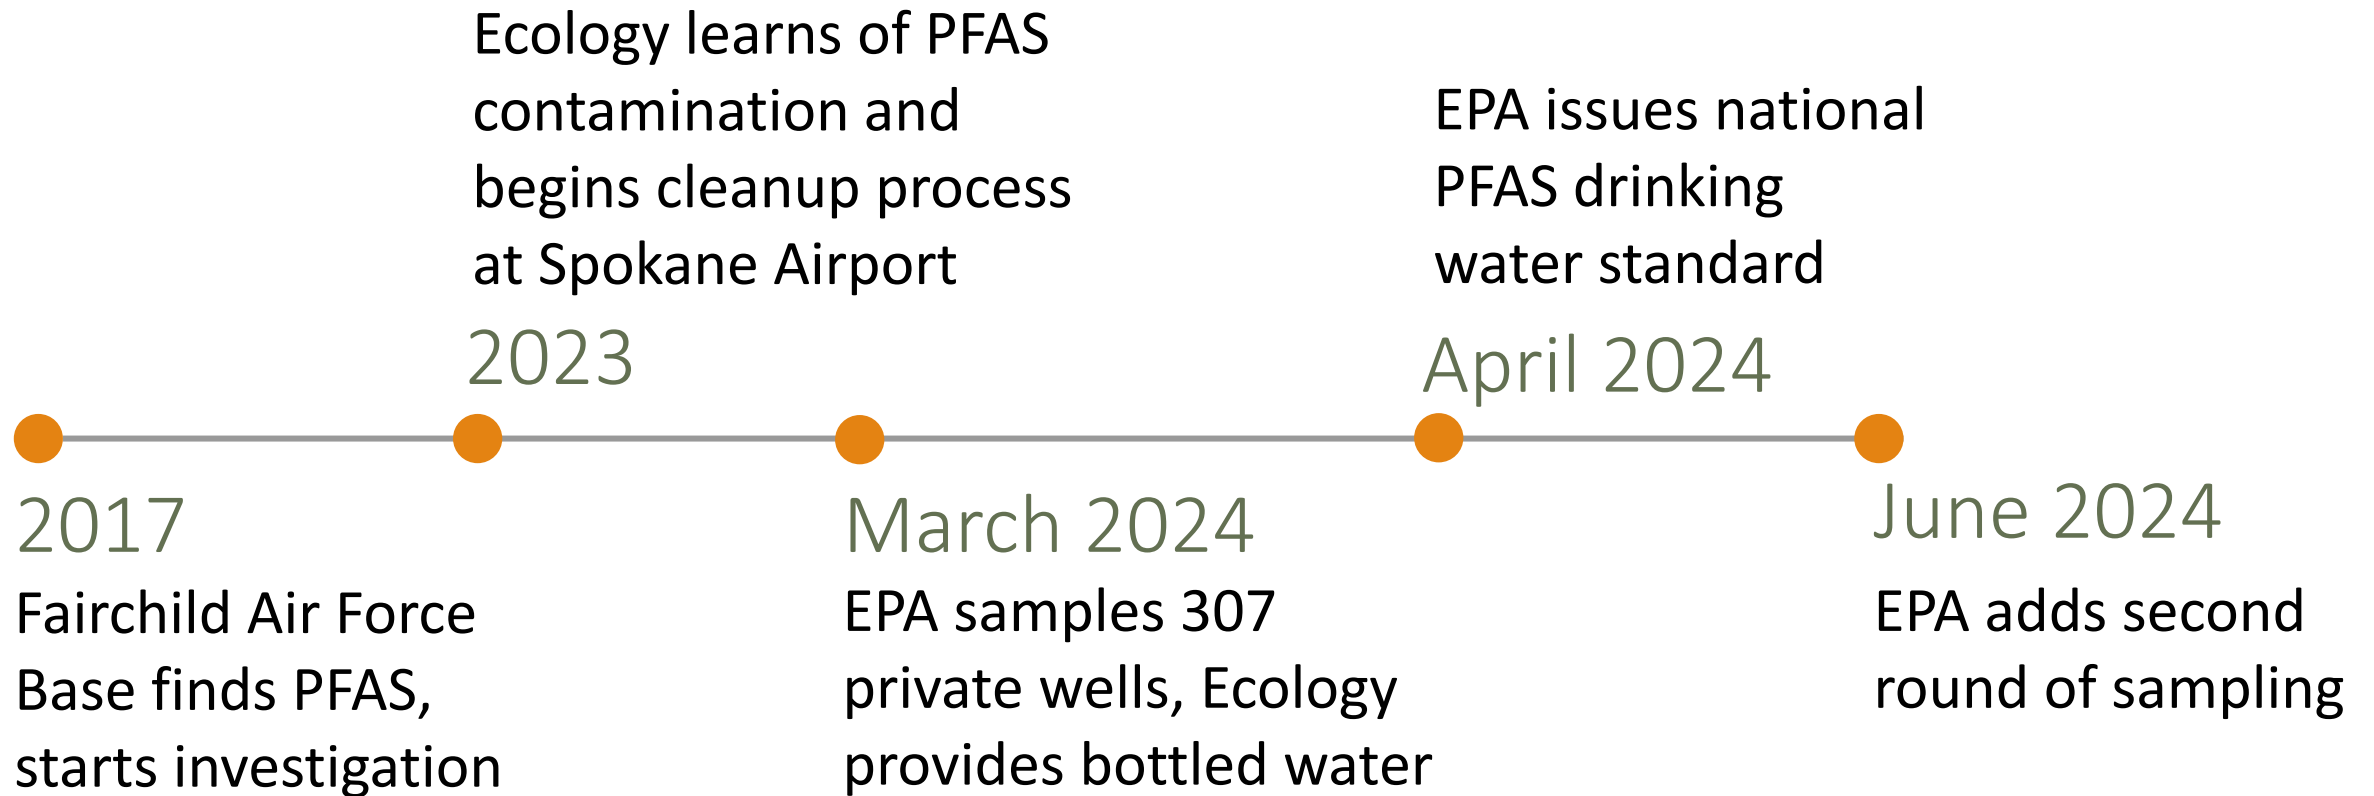 2017
Fairchild Air Force
Base finds PFAS,
starts investigation
Ecology learns of PFAS
contamination and
begins cleanup process
at Spokane Airport
2023
March 2024
EPA samples 307
private wells, Ecology
provides bottled water
EPA issues national
PFAS drinking
water standard
April 2024
June 2024
EPA adds second
round of sampling